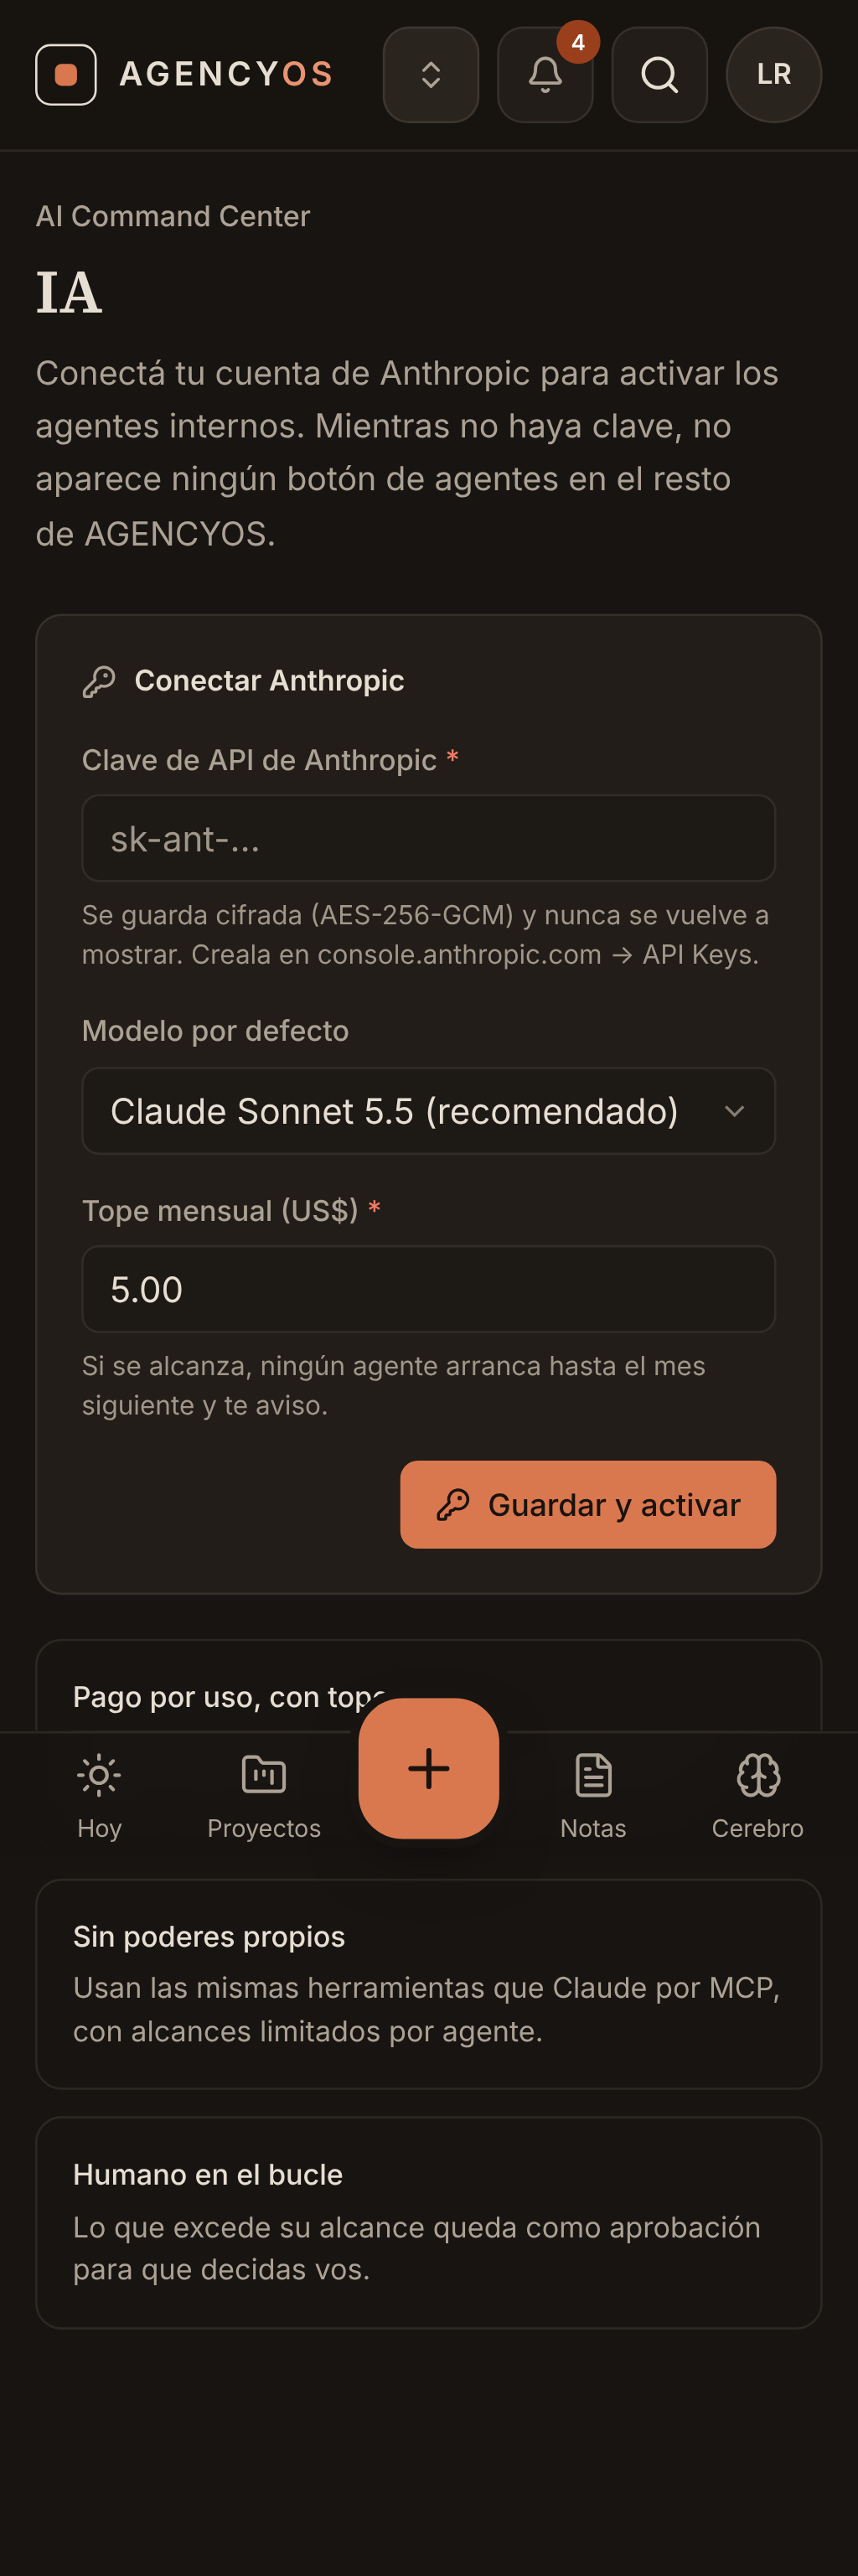 AGENCYOS
4
LR
AI Command Center
IA
Conectá tu cuenta de Anthropic para activar los
agentes internos. Mientras no haya clave, no
aparece ningún botón de agentes en el resto
de AGENCYOS.
Conectar Anthropic
Clave de API de Anthropic *
sk-ant-...
Se guarda cifrada (AES-256-GCM) y nunca se vuelve a
mostrar. Creala en console.anthropic.com → API Keys.
Modelo por defecto
Claude Sonnet 5.5 (recomendado)
Tope mensual (US$) *
5.00
Si se alcanza, ningún agente arranca hasta el mes
siguiente y te aviso.
Guardar y activar
Pago por uso, con tope
Hoy
Proyectos
Notas
Cerebro
Sin poderes propios
Usan las mismas herramientas que Claude por MCP,
con alcances limitados por agente.
Humano en el bucle
Lo que excede su alcance queda como aprobación
para que decidas vos.